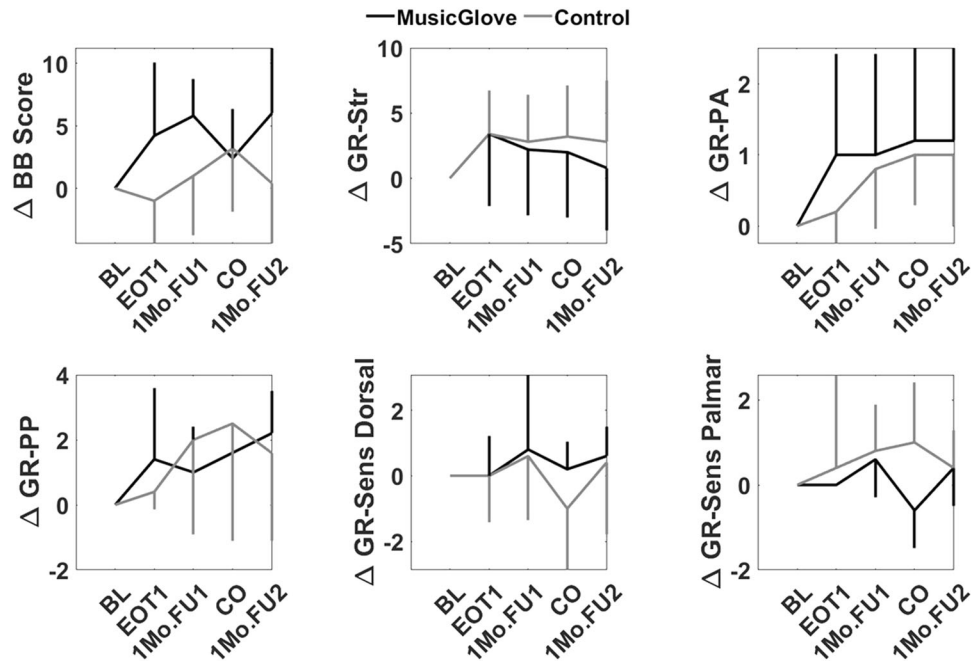 MusicGlove Control
Δ BB Score
10
5
0
BL
EOT1
1Mo.FU1
CO
1Mo.FU2
Δ GR-Str
10
5
0
-5
BL
EOT1
1Mo.FU1
CO
1Mo.FU2
Δ GR-PA
2
1
0
BL
EOT1
1Mo.FU1
CO
1Mo.FU2
Δ GR-PP
4
2
0
-2
BL
EOT1
1Mo.FU1
CO
1Mo.FU2
Δ GR-Sens Dorsal
2
0
-2
BL
EOT1
1Mo.FU1
CO
1Mo.FU2
Δ GR-Sens Palmar
2
0
-2
BL
EOT1
1Mo.FU1
CO
1Mo.FU2